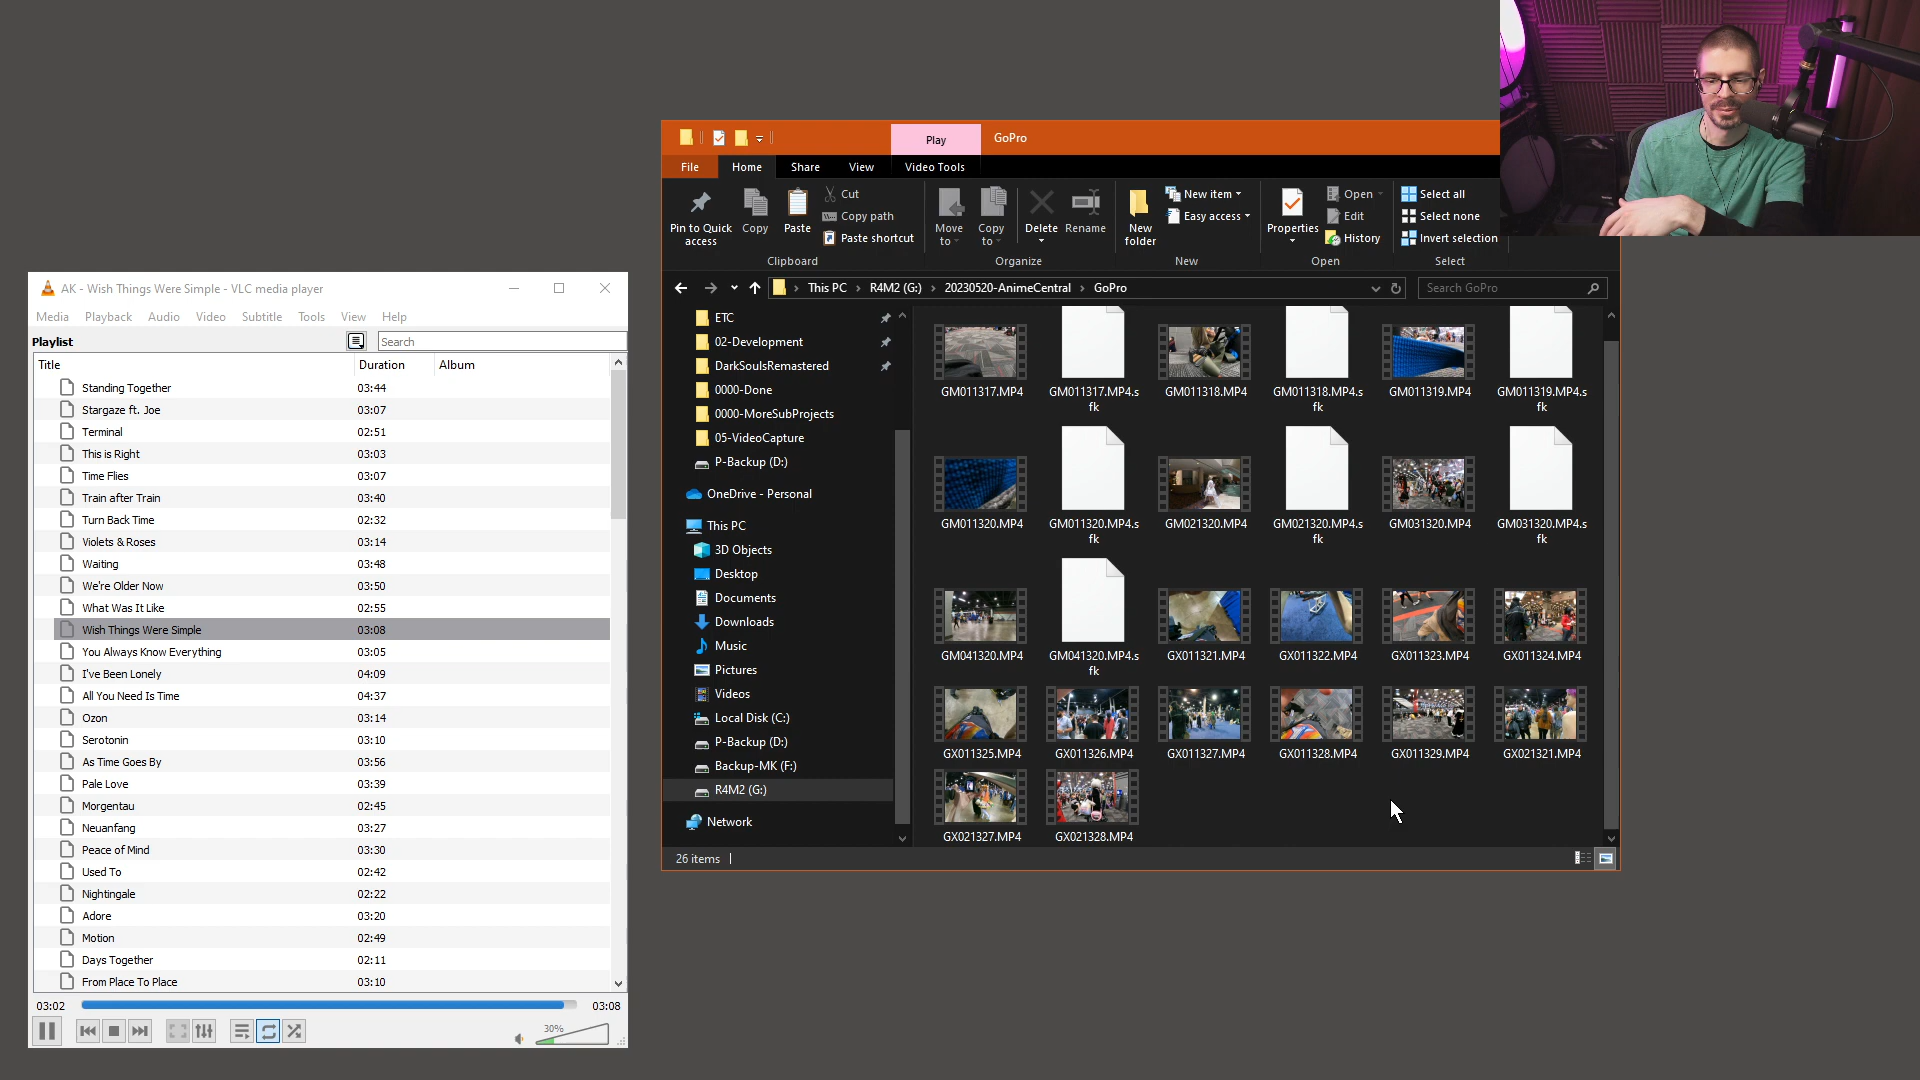 AK - Wish Things Were Simple - VLC media player
Media Playback Audio Video Subtitle Tools View Help
Playlist
Search
Title Duration Album
Standing Together 03:44
Stargaze ft. Joe 03:07
Terminal 02:51
This is Right 03:03
Time Flies 03:07
Train after Train 03:40
Turn Back Time 02:32
Violets & Roses 03:14
Waiting 03:48
We're Older Now 03:50
What Was It Like 02:55
Wish Things Were Simple 03:08
You Always Know Everything 03:05
I've Been Lonely 04:09
All You Need Is Time 04:37
Ozon 03:14
Serotonin 03:10
As Time Goes By 03:56
Pale Love 03:39
Morgentau 02:45
Neuanfang 03:27
Peace of Mind 03:30
Used To 02:42
Nightingale 02:22
Adore 03:20
Motion 02:49
Days Together 02:11
From Place To Place 03:10
03:02 03:08
30%
Play GoPro
File Home Share View Video Tools
Pin to Quick access
Copy
Paste
Cut
Copy path
Paste shortcut
Clipboard
Move to
Copy to
Delete
Rename
Organize
New folder
New item
Easy access
New
Properties
Open
Edit
History
Open
Select all
Select none
Invert selection
Select
This PC > R4M2 (G:) > 20230520-AnimeCentral > GoPro
Search GoPro
ETC
02-Development
DarkSoulsRemastered
0000-Done
0000-MoreSubProjects
05-VideoCapture
P-Backup (D:)
OneDrive - Personal
This PC
3D Objects
Desktop
Documents
Downloads
Music
Pictures
Videos
Local Disk (C:)
P-Backup (D:)
Backup-MK (F:)
R4M2 (G:)
Network
GM011317.MP4
GM011317.MP4.sfk
GM011318.MP4
GM011318.MP4.sfk
GM011319.MP4
GM011319.MP4.sfk
GM011320.MP4
GM011320.MP4.sfk
GM021320.MP4
GM021320.MP4.sfk
GM031320.MP4
GM031320.MP4.sfk
GM041320.MP4
GM041320.MP4.sfk
GX011321.MP4
GX011322.MP4
GX011323.MP4
GX011324.MP4
GX011325.MP4
GX011326.MP4
GX011327.MP4
GX011328.MP4
GX011329.MP4
GX021321.MP4
GX021327.MP4
GX021328.MP4
26 items